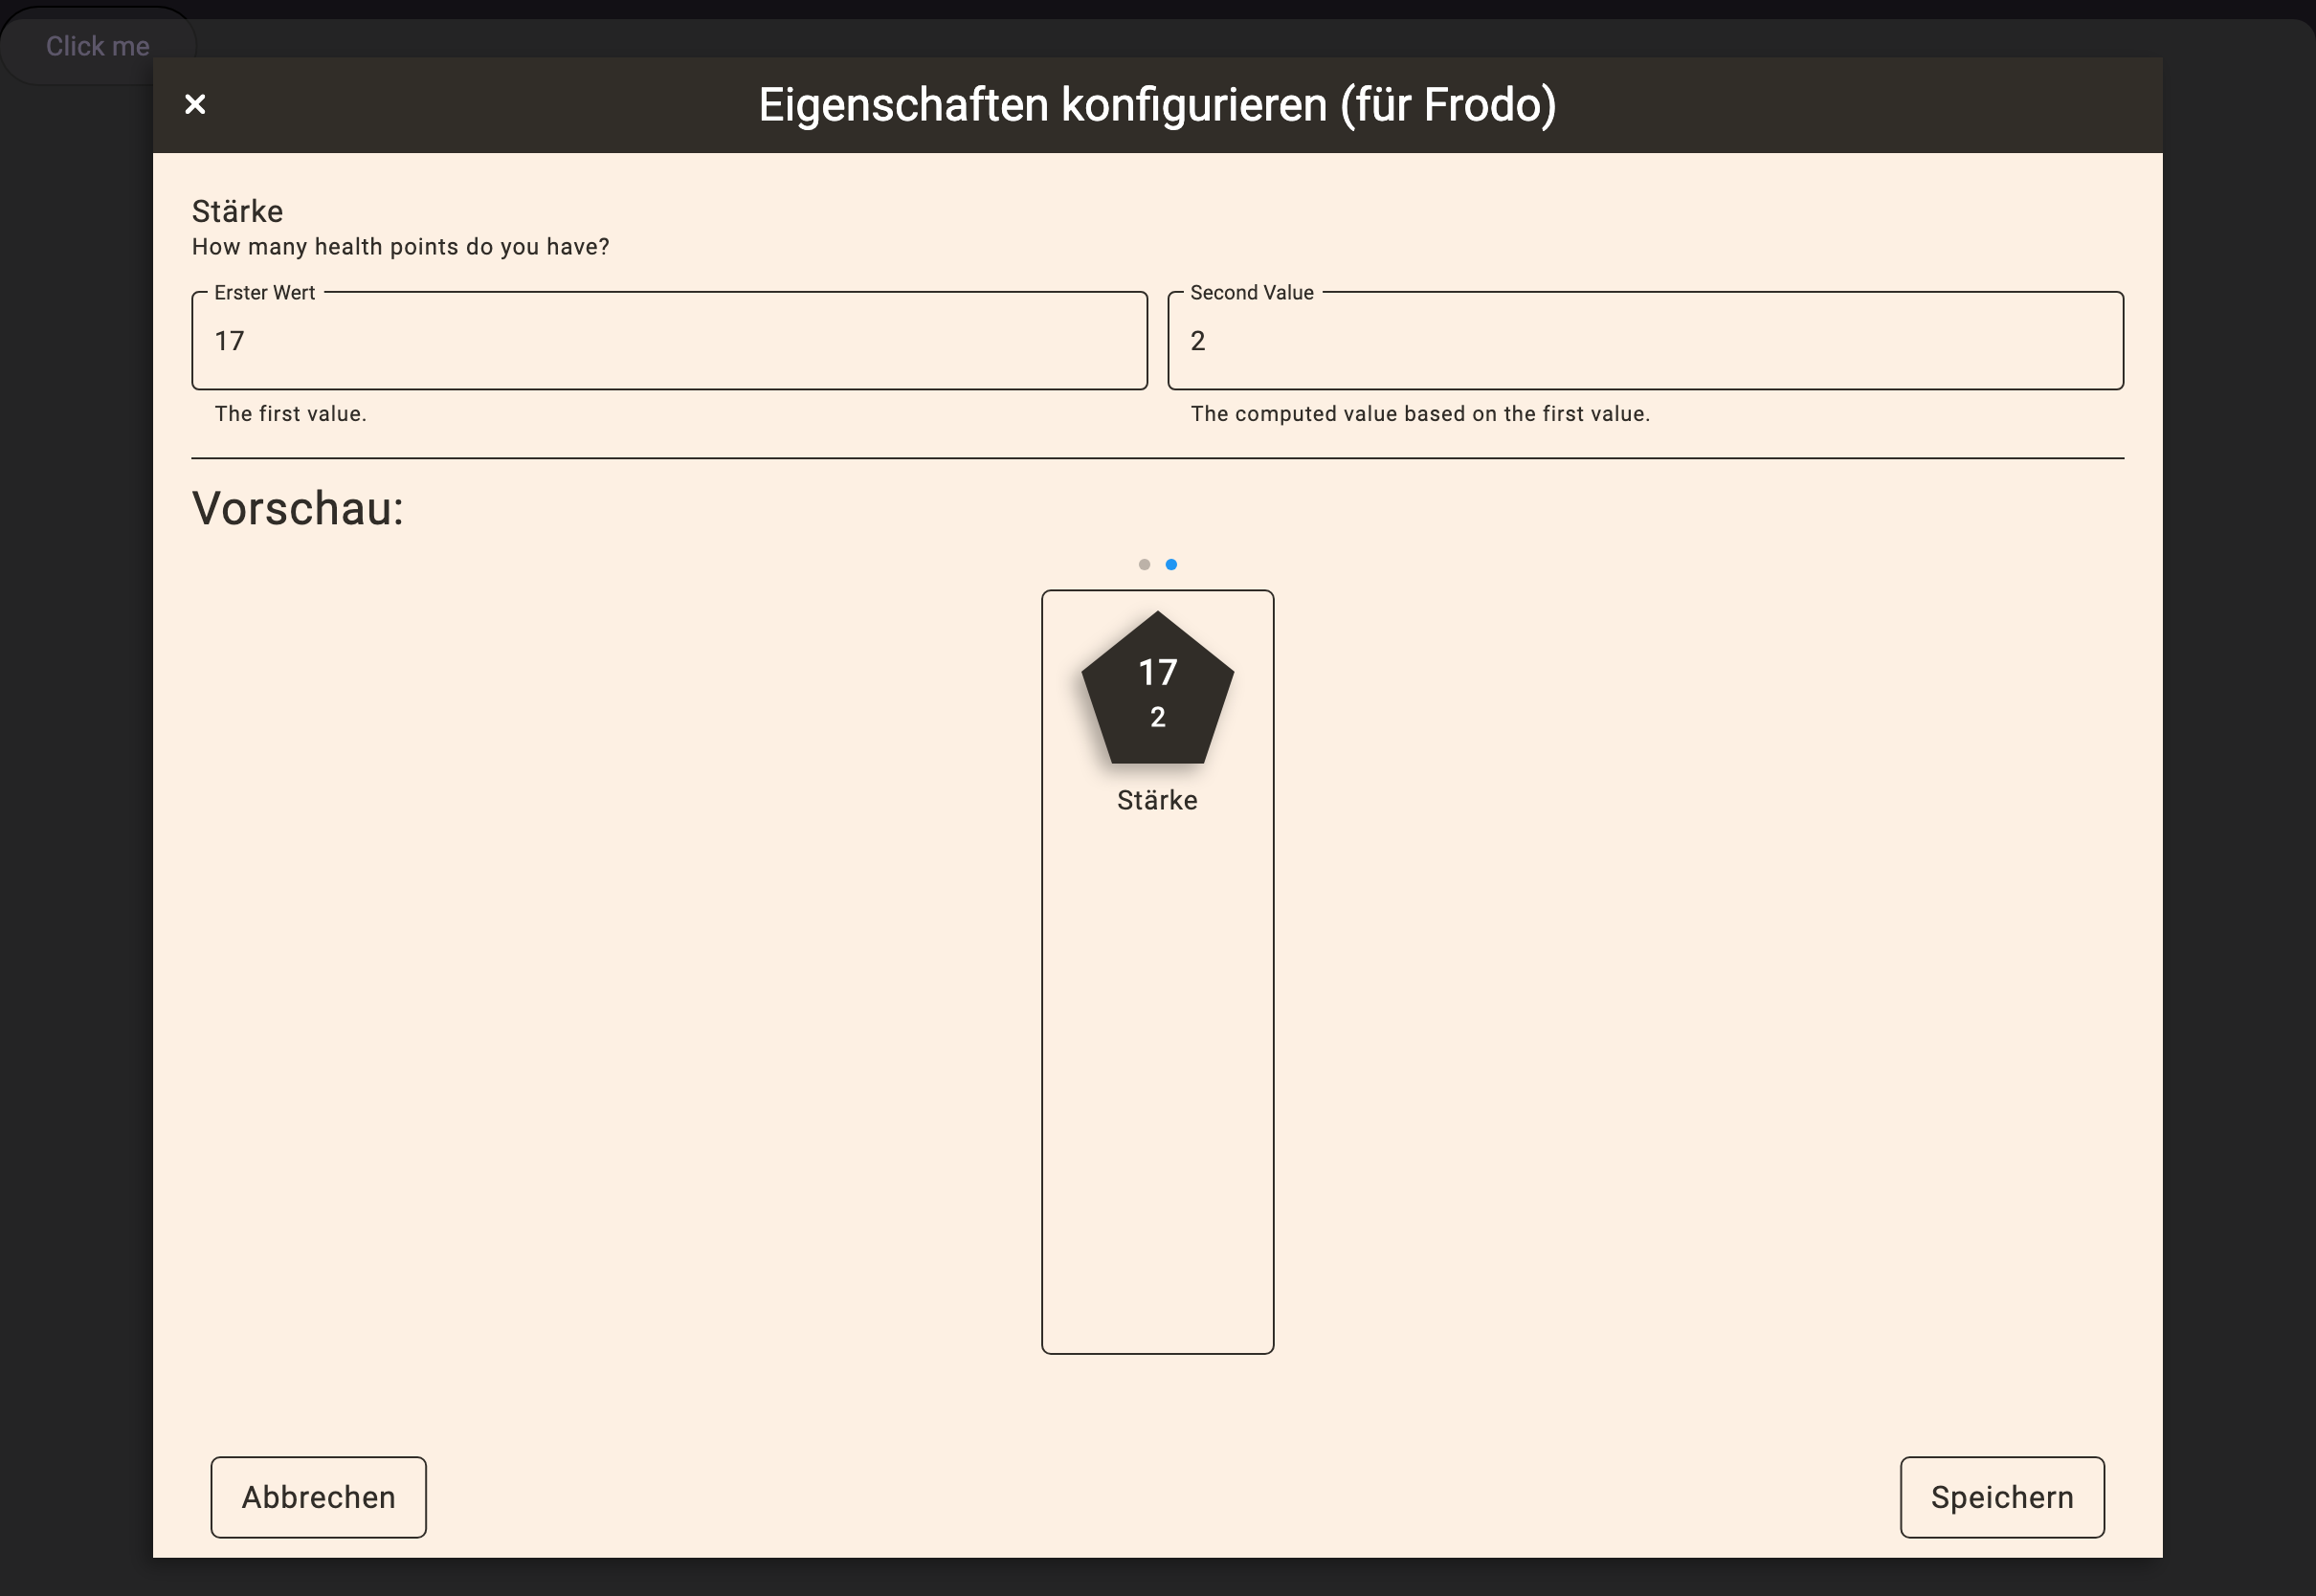 Click me
Eigenschaften konfigurieren (für Frodo)
Stärke
How many health points do you have?
Erster Wert
17
The first value.
Second Value
2
The computed value based on the first value.
Vorschau:
17
2
Stärke
Abbrechen
Speichern